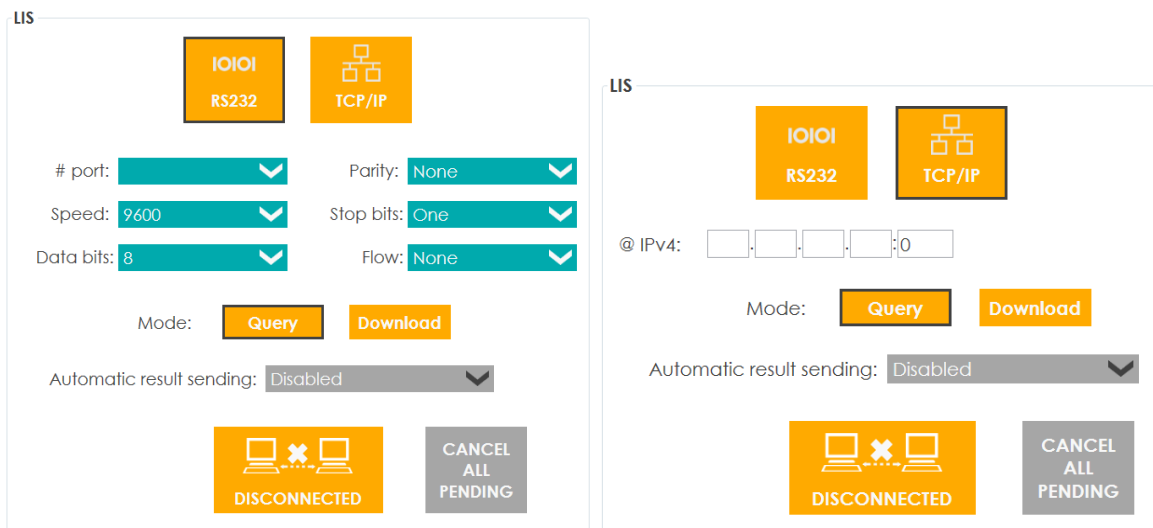 LIS
IOIOI
RS232
TCP/IP
# port:
Parity: None
Speed: 9600
Stop bits: One
Data bits: 8
Flow: None
Mode: Query Download
Automatic result sending: Disabled
DISCONNECTED
CANCEL
ALL
PENDING
LIS
IOIOI
RS232
TCP/IP
@ IPv4: . . . :0
Mode: Query Download
Automatic result sending: Disabled
DISCONNECTED
CANCEL
ALL
PENDING